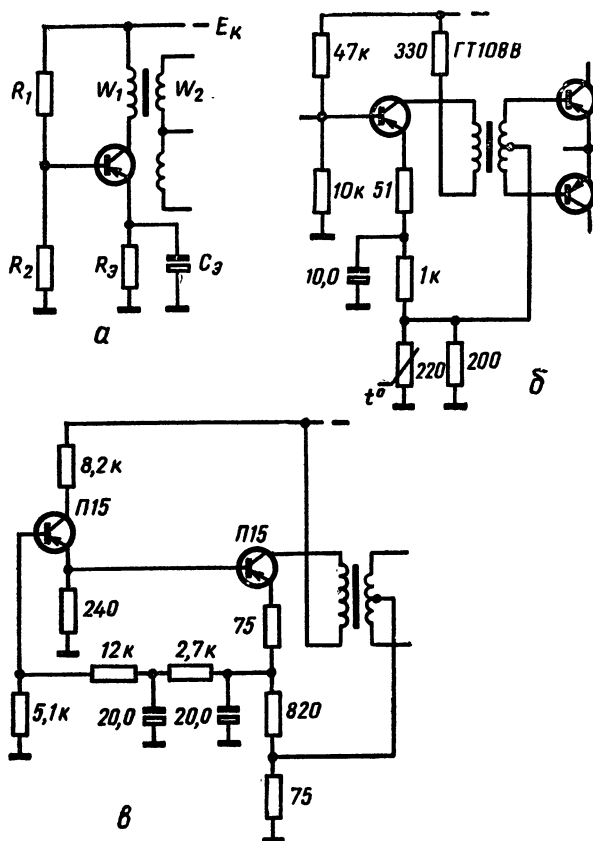 – Eк
R1
W1
W2
R2
Rэ
Cэ
а
47к
330
ГТ108В
10к
51
10,0
1к
t°
220
200
б
8,2к
П15
П15
240
75
12к
2,7к
5,1к
20,0
20,0
820
75
в